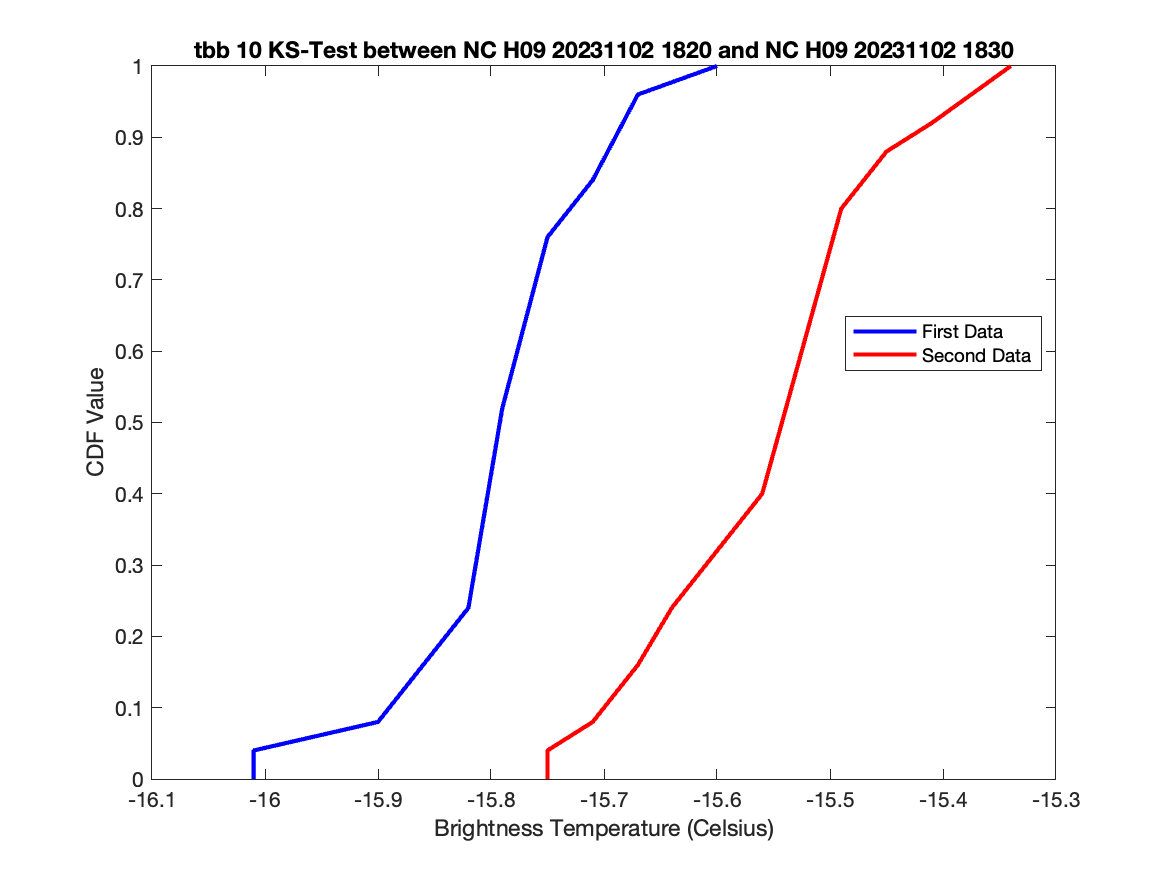 tbb 10 KS-Test between NC H09 20231102 1820 and NC H09 20231102 1830
1
0.9
0.8
0.7
0.6
0.5
0.4
0.3
0.2
0.1
0
CDF Value
First Data
Second Data
-16.1 -16 -15.9 -15.8 -15.7 -15.6 -15.5 -15.4 -15.3
Brightness Temperature (Celsius)